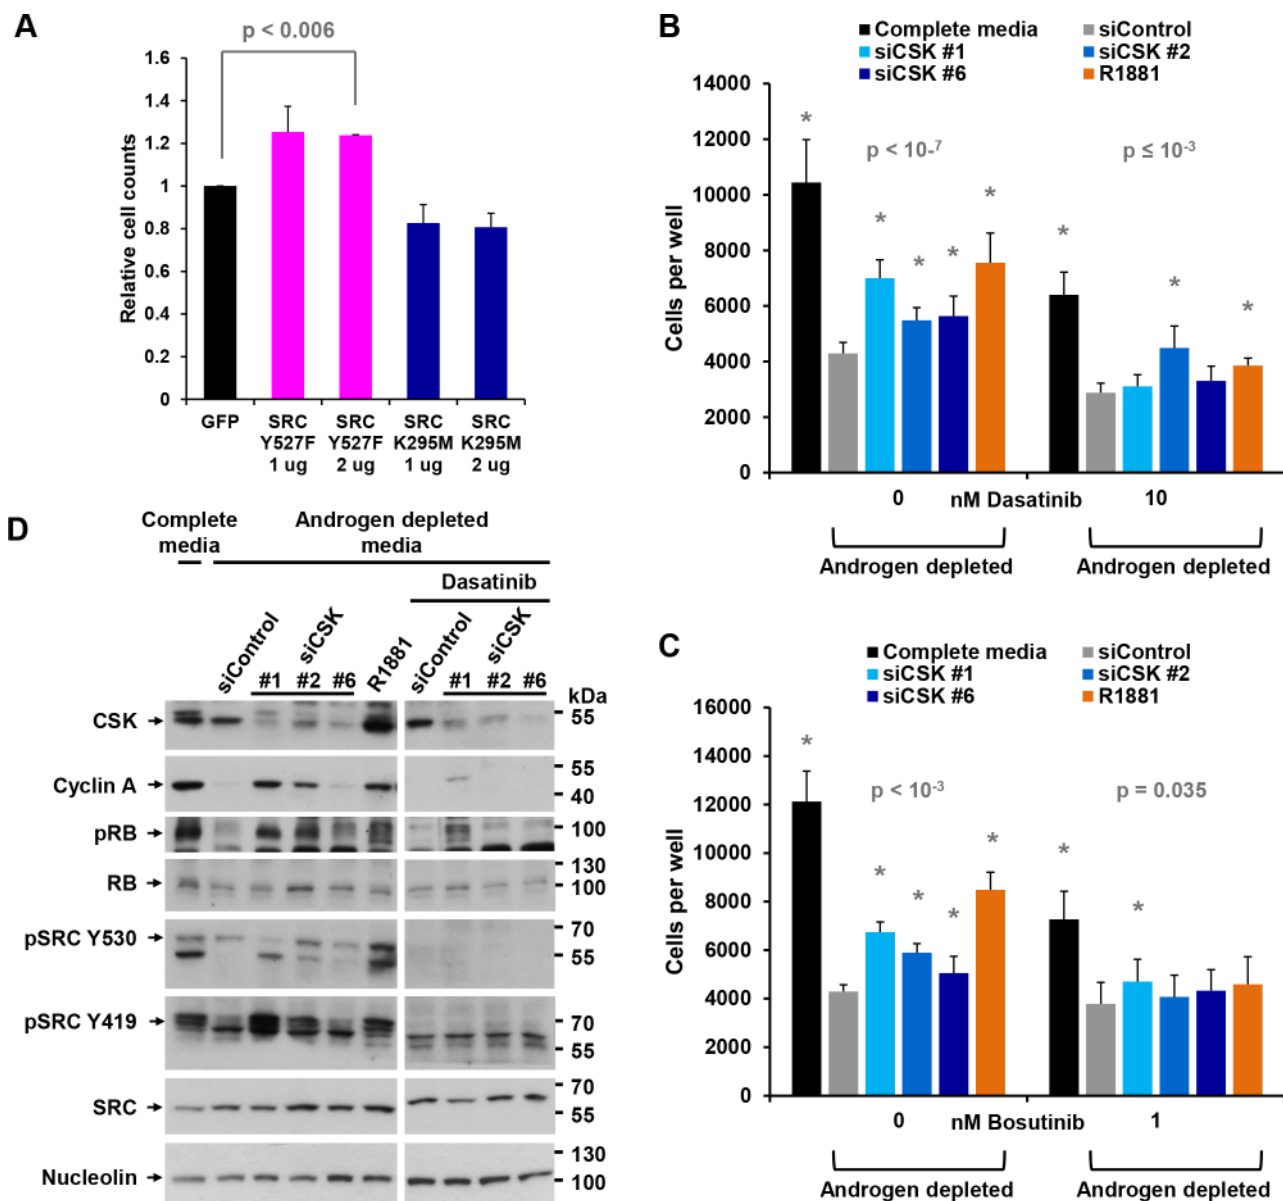 A
p < 0.006
1.6
1.4
1.2
1
0.8
0.6
0.4
0.2
0
Relative cell counts
GFP
SRC
Y527F
1 ug
SRC
Y527F
2 ug
SRC
K295M
1 ug
SRC
K295M
2 ug
B
Complete media
siControl
siCSK #1
siCSK #2
siCSK #6
R1881
14000
12000
10000
8000
6000
4000
2000
0
Cells per well
*
p < 10-7
*
*
*
*
p ≤ 10-3
*
*
*
0
nM Dasatinib
10
Androgen depleted
Androgen depleted
C
Complete media
siControl
siCSK #1
siCSK #2
siCSK #6
R1881
16000
14000
12000
10000
8000
6000
4000
2000
0
Cells per well
*
p < 10-3
*
*
*
*
p = 0.035
*
*
0
nM Bosutinib
1
Androgen depleted
Androgen depleted
D
Complete
media
Androgen depleted
media
Dasatinib
siControl
siCSK
#1
#2
#6
R1881
siControl
siCSK
#1
#2
#6
kDa
CSK
55
Cyclin A
55
40
pRB
100
RB
130
100
pSRC Y530
70
55
pSRC Y419
70
55
SRC
70
55
Nucleolin
130
100